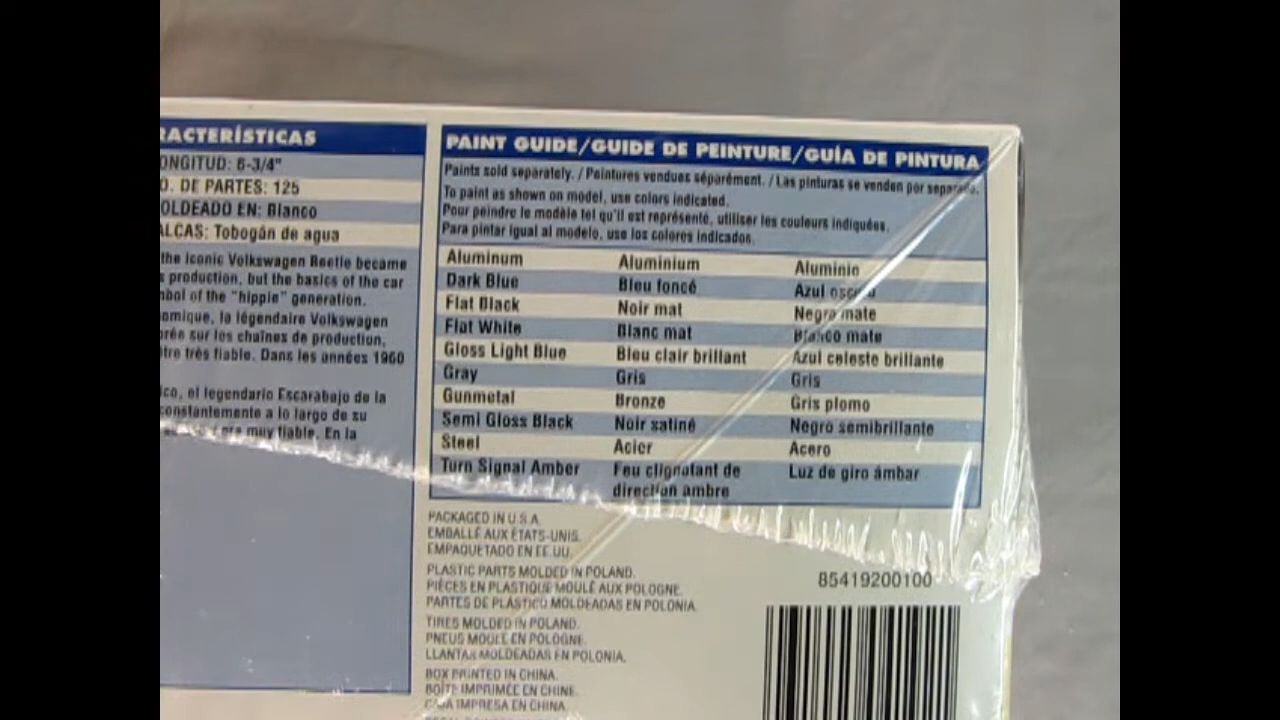 RACTERÍSTICAS
ONGITUD: 6-3/4"
O. DE PARTES: 125
OLDEADO EN: Blanco
ALCAS: Tobogán de agua
the iconic Volkswagen Beetle became
production, but the basics of the car
of the "hippie" generation.
la légendaire Volkswagen
sur les chaînes de production,
très fiable. Dans les années 1960
el legendario Escarabajo de la
constantemente a lo largo de su
muy fiable. En la
PAINT GUIDE/GUIDE DE PEINTURE/GUÍA DE PINTURA
Paints sold separately. / Peintures vendues séparément. / Las pinturas se venden por separado.
To paint as shown on model, use colors indicated.
Pour peindre le modèle tel qu'il est représenté, utiliser les couleurs indiquées.
Para pintar igual al modelo, use los colores indicados.
Aluminum Aluminium Aluminio
Dark Blue Bleu foncé Azul oscuro
Flat Black Noir mat Negro mate
Flat White Blanc mat Blanco mate
Gloss Light Blue Bleu clair brillant Azul celeste brillante
Gray Gris Gris
Gunmetal Bronze Gris plomo
Semi Gloss Black Noir satiné Negro semibrillante
Steel Acier Acero
Turn Signal Amber Feu clignotant de Luz de giro ámbar
direction ambre
PACKAGED IN U.S.A.
EMBALLÉ AUX ÉTATS-UNIS.
EMPAQUETADO EN EE.UU.
PLASTIC PARTS MOLDED IN POLAND.
PIÈCES EN PLASTIQUE MOULÉ AUX POLOGNE.
PARTES DE PLÁSTICO MOLDEADAS EN POLONIA.
TIRES MOLDED IN POLAND.
PNEUS MOULÉ EN POLOGNE.
LLANTAS MOLDEADAS EN POLONIA.
BOX PRINTED IN CHINA.
BOÎTE IMPRIMÉE EN CHINE.
CAJA IMPRESA EN CHINA.
85419200100